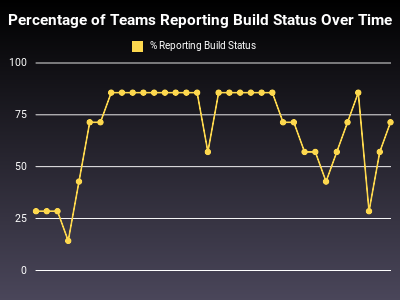 Percentage of Teams Reporting Build Status Over Time
% Reporting Build Status
100
75
50
25
0